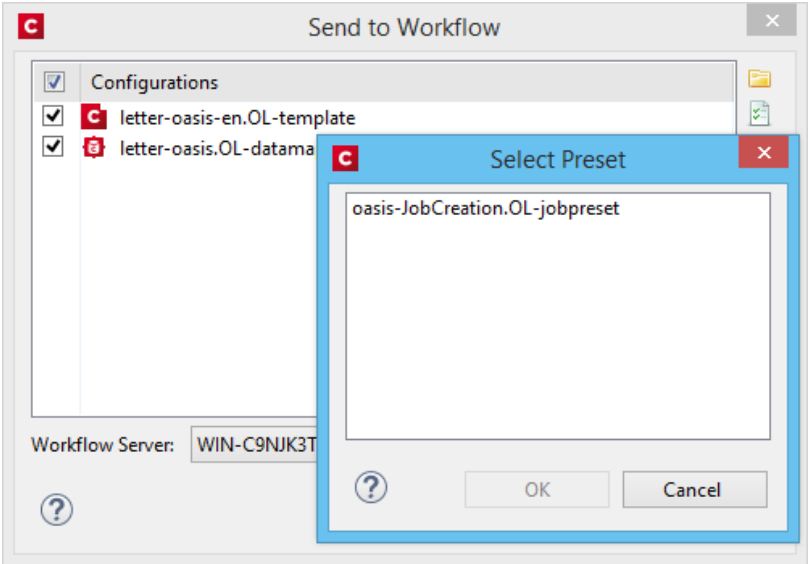 Send to Workflow
Configurations
letter-oasis-en.OL-template
letter-oasis.OL-datama
Select Preset
oasis-JobCreation.OL-jobpreset
Workflow Server: WIN-C9NJK3T
OK Cancel